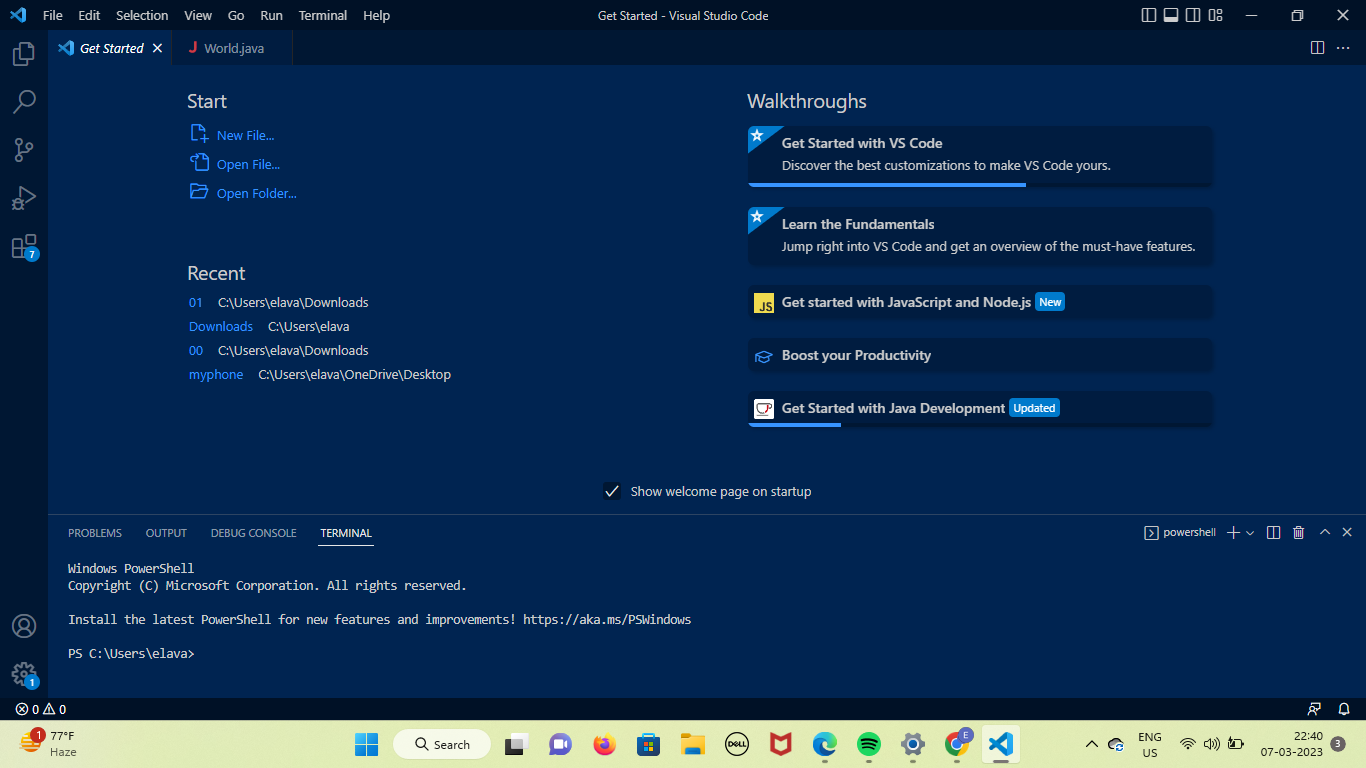 File Edit Selection View Go Run Terminal Help
Get Started - Visual Studio Code
Get Started
J World.java
Start
New File...
Open File...
Open Folder...
Recent
01 C:\Users\elava\Downloads
Downloads C:\Users\elava
00 C:\Users\elava\Downloads
myphone C:\Users\elava\OneDrive\Desktop
Walkthroughs
Get Started with VS Code
Discover the best customizations to make VS Code yours.
Learn the Fundamentals
Jump right into VS Code and get an overview of the must-have features.
JS Get started with JavaScript and Node.js New
Boost your Productivity
Get Started with Java Development Updated
Show welcome page on startup
7
1
PROBLEMS OUTPUT DEBUG CONSOLE TERMINAL
powershell
Windows PowerShell
Copyright (C) Microsoft Corporation. All rights reserved.
Install the latest PowerShell for new features and improvements! https://aka.ms/PSWindows
PS C:\Users\elava>
0 0
1 77°F
Haze
Search
DELL
E
ENG
US
22:40
07-03-2023
3